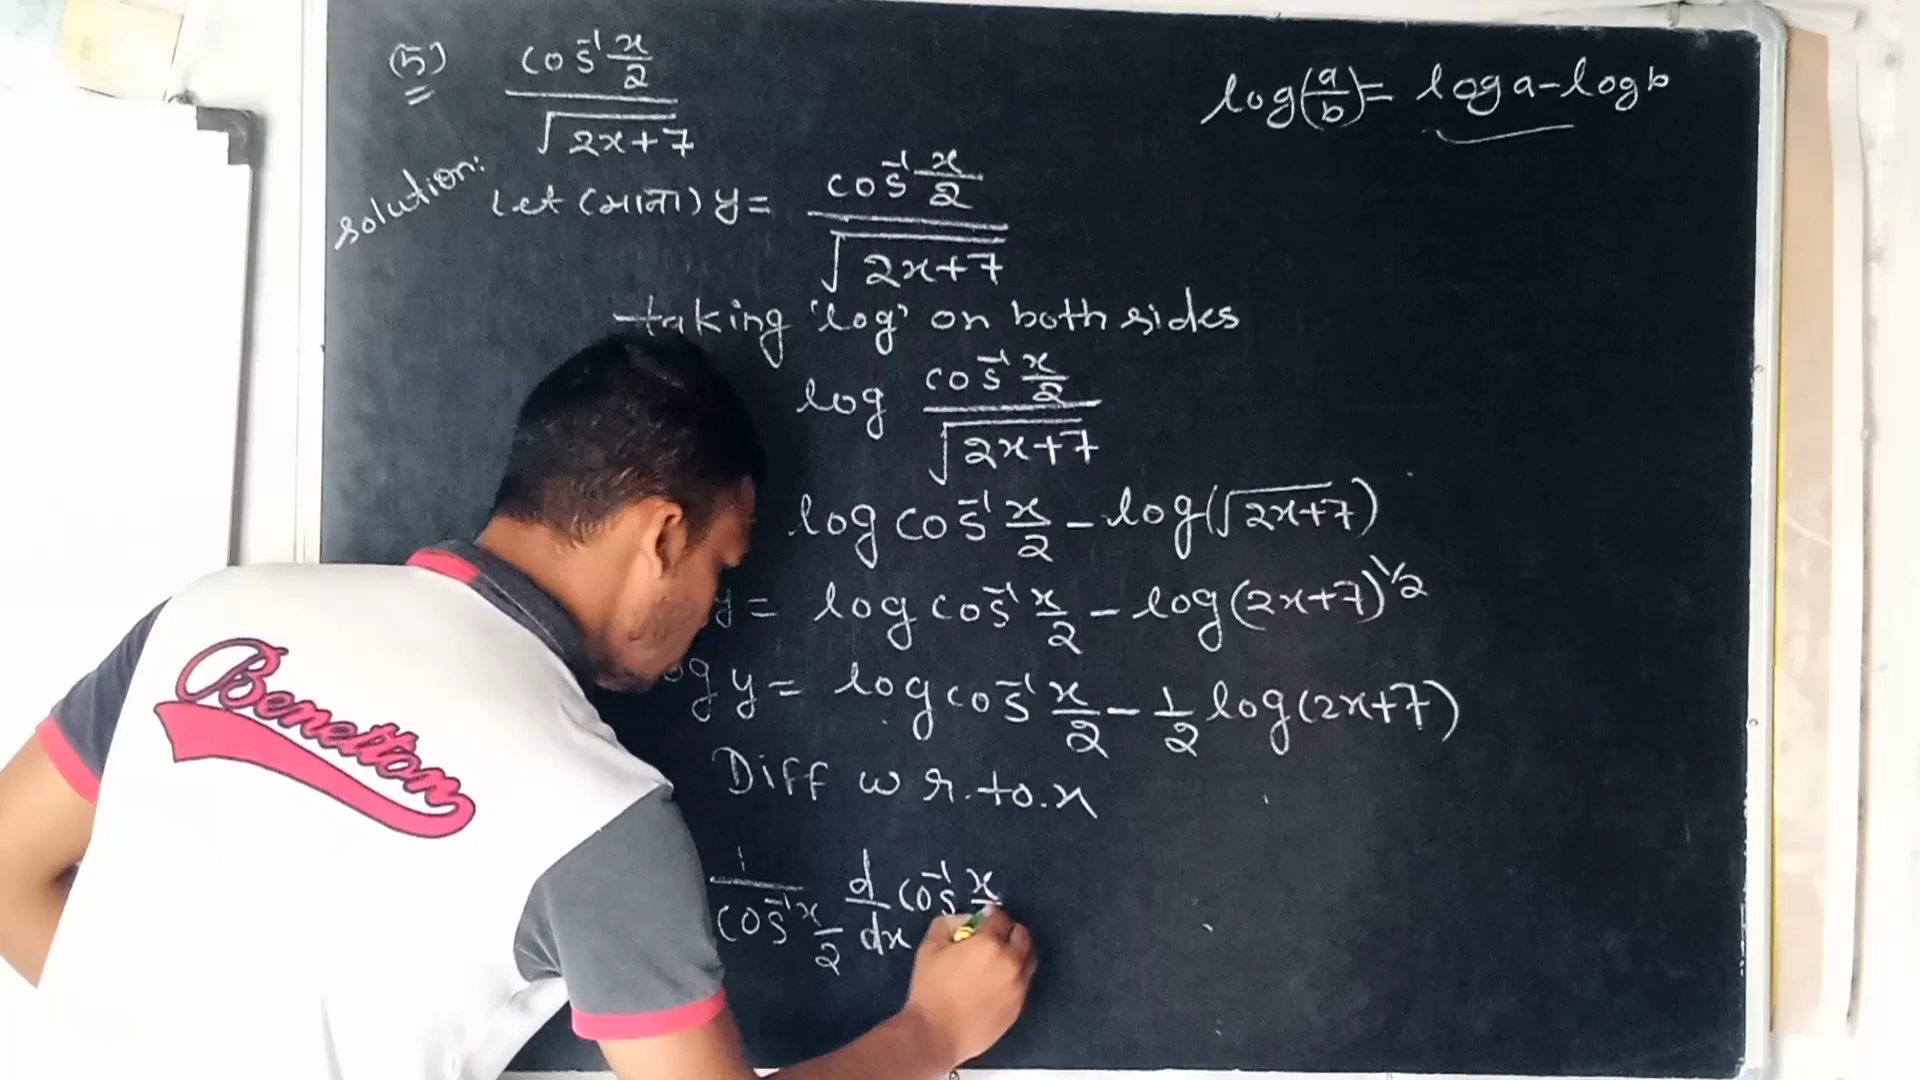 (5) cos⁻¹ x/2 / √2x+7
log(a/b) = log a - log b
solution:
Let (माना) y = cos⁻¹ x/2 / √2x+7
taking 'log' on both sides
log cos⁻¹ x/2 / √2x+7
log cos⁻¹ x/2 - log(√2x+7)
y = log cos⁻¹ x/2 - log(2x+7)^1/2
log y = log cos⁻¹ x/2 - 1/2 log(2x+7)
Diff w r. to. x
1 / cos⁻¹ x/2 d/dx cos⁻¹ x
Benetton